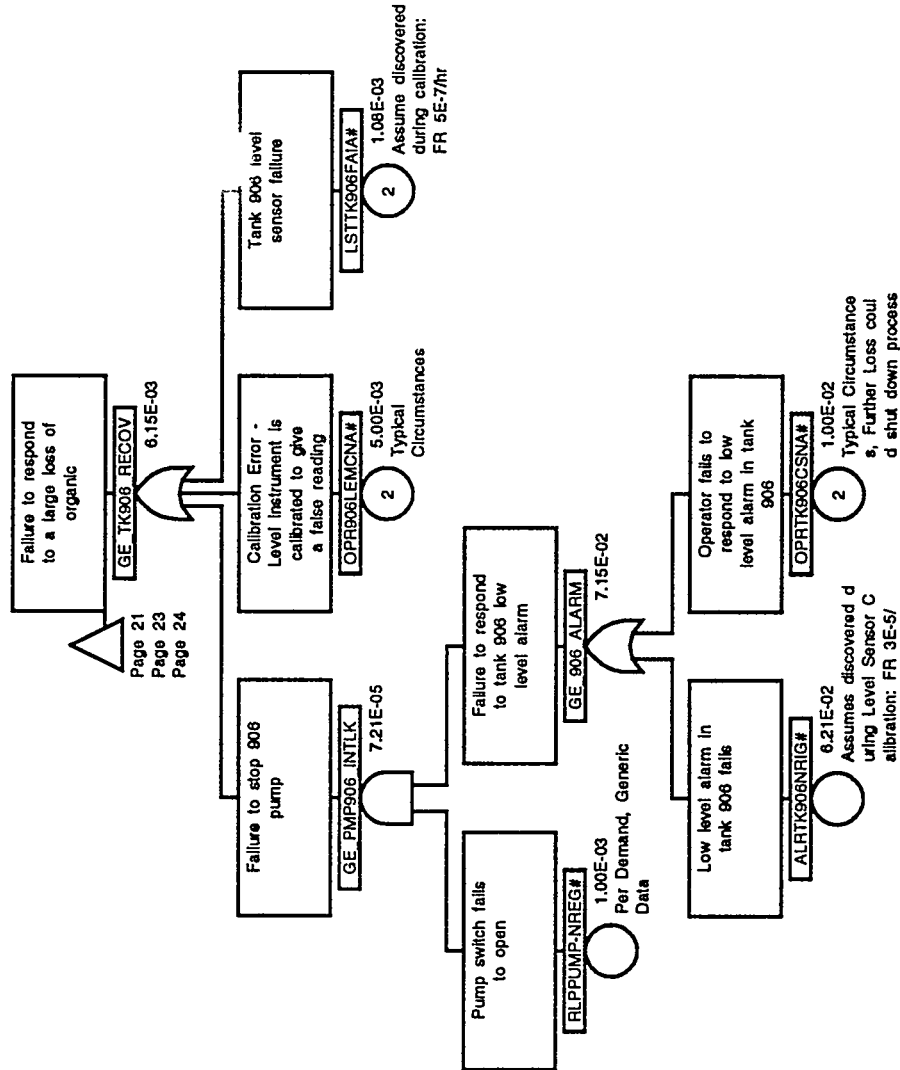 Failure to respond
to a large loss of
organic
GE_TK906_RECOV
6.15E-03
Page 21
Page 23
Page 24
Failure to stop 906
pump
GE_PMP906_INTLK
7.21E-05
Calibration Error -
Level instrument is
calibrated to give
a false reading
OPR906LEMCNA#
5.00E-03
2
Typical
Circumstances
Tank 906 level
sensor failure
LSTTK906FAIA#
1.08E-03
2
Assume discovered
during calibration:
FR 5E-7/hr
Pump switch fails
to open
RLPPUMP-NREG#
1.00E-03
Per Demand, Generic
Data
Failure to respond
to tank 906 low
level alarm
GE_906_ALARM
7.15E-02
Low level alarm in
tank 906 fails
ALRTK906NRIG#
6.21E-02
Assumes discovered d
uring Level Sensor C
alibration: FR 3E-5/
Operator fails to
respond to low
level alarm in tank
906
OPRTK906CSNA#
1.00E-02
2
Typical Circumstance
s, Further Loss coul
d shut down process